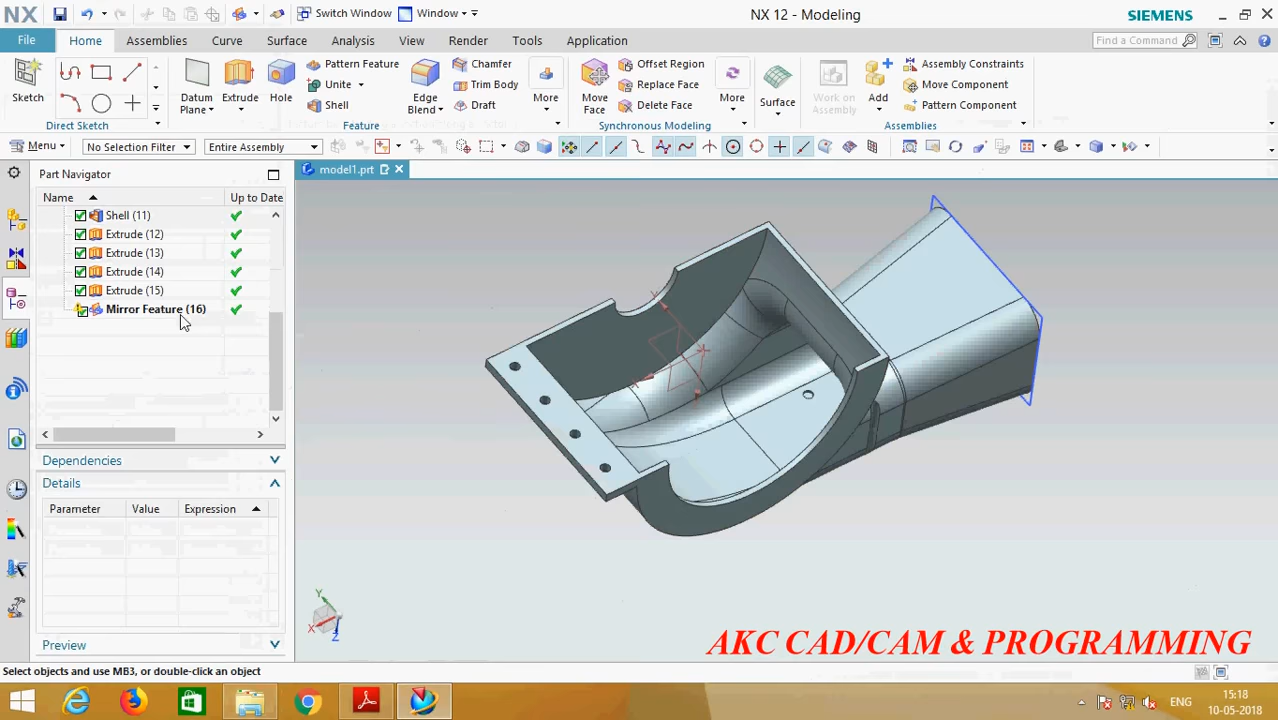 NX
Switch Window
Window
NX 12 - Modeling
SIEMENS
File
Home
Assemblies
Curve
Surface
Analysis
View
Render
Tools
Application
Find a Command
Sketch
Direct Sketch
Datum
Plane
Extrude
Hole
Pattern Feature
Unite
Shell
Edge
Blend
Chamfer
Trim Body
Draft
More
Feature
Move
Face
Offset Region
Replace Face
Delete Face
More
Synchronous Modeling
Surface
Work on
Assembly
Add
Assembly Constraints
Move Component
Pattern Component
Assemblies
Menu
No Selection Filter
Entire Assembly
Part Navigator
model1.prt
Name
Up to Date
Shell (11)
Extrude (12)
Extrude (13)
Extrude (14)
Extrude (15)
Mirror Feature (16)
Dependencies
Details
Parameter
Value
Expression
Preview
X
Y
Z
AKC CAD/CAM & PROGRAMMING
Select objects and use MB3, or double-click an object
ENG
15:18
10-05-2018